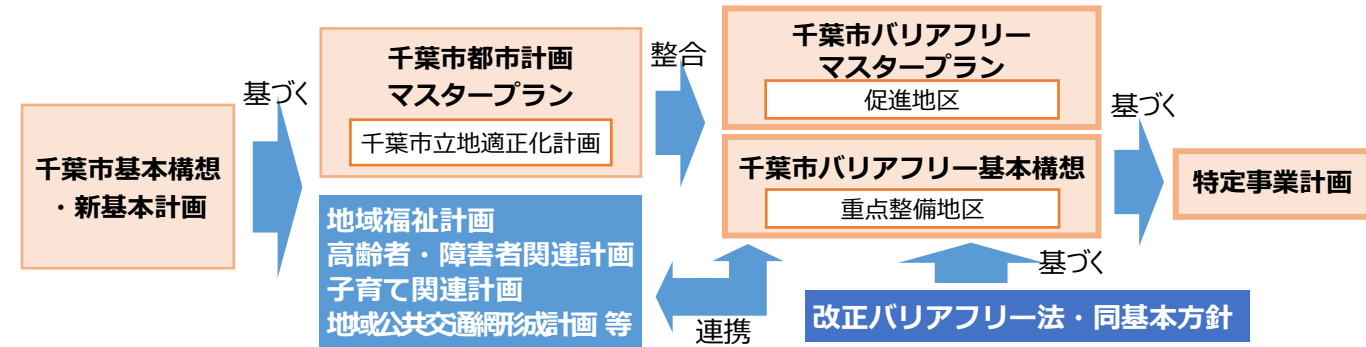 千葉市基本構想
・新基本計画
基づく
千葉市都市計画
マスタープラン
千葉市立地適正化計画
地域福祉計画
高齢者・障害者関連計画
子育て関連計画
地域公共交通網形成計画 等
整合
連携
千葉市バリアフリー
マスタープラン
促進地区
千葉市バリアフリー基本構想
重点整備地区
基づく
改正バリアフリー法・同基本方針
基づく
特定事業計画